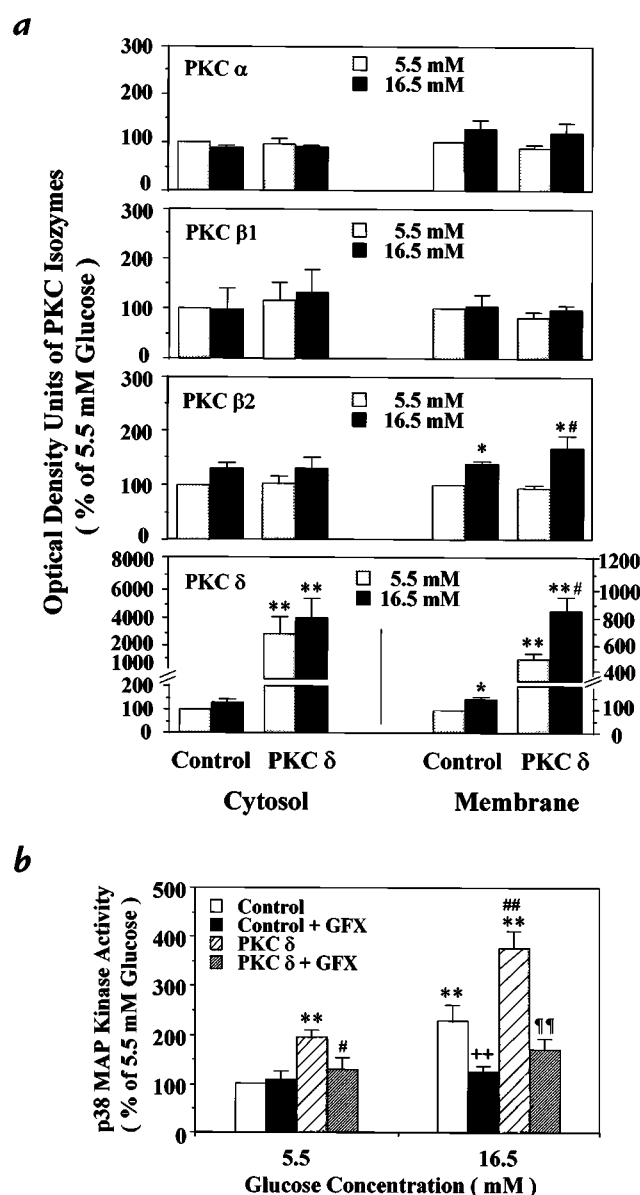 a
Optical Density Units of PKC Isozymes
( % of 5.5 mM Glucose )
300
200
100
0
PKC α
5.5 mM
16.5 mM
300
200
100
0
PKC β1
5.5 mM
16.5 mM
300
200
100
0
PKC β2
5.5 mM
16.5 mM
*
*#
8000
6000
4000
2000
1000
200
100
0
PKC δ
5.5 mM
16.5 mM
**
**
*
**
**#
1200
1000
800
600
400
100
0
Control
PKC δ
Control
PKC δ
Cytosol
Membrane
b
p38 MAP Kinase Activity
( % of 5.5 mM Glucose )
500
400
300
200
100
0
Control
Control + GFX
PKC δ
PKC δ + GFX
**
#
**
++
##
**
¶¶
5.5
16.5
Glucose Concentration ( mM )